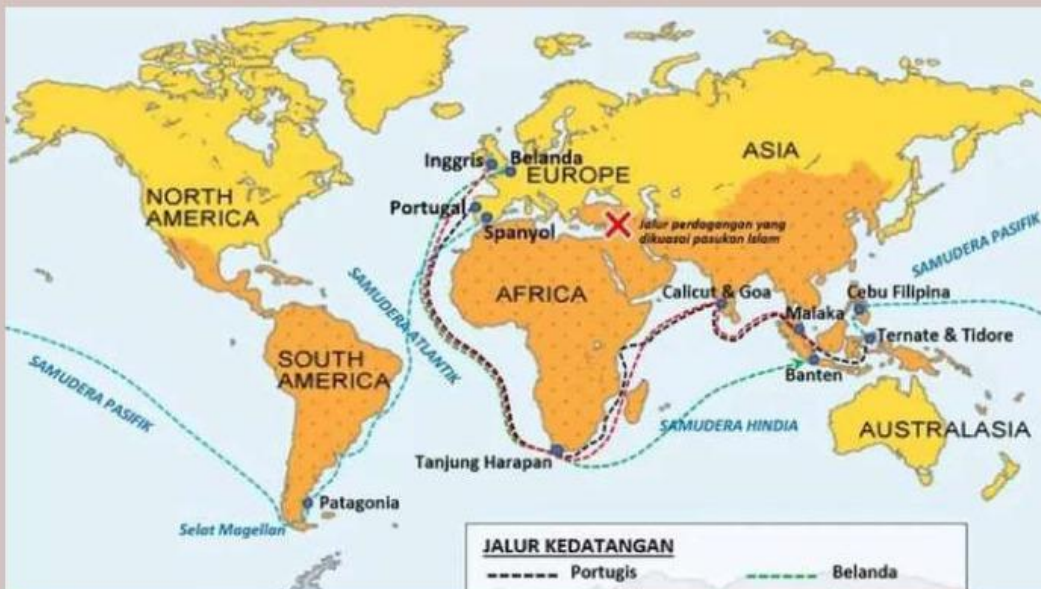 Inggris
Belanda
EUROPE
ASIA
NORTH
AMERICA
Portugal
Spanyol
Jalur perdagangan yang
dikuasai pasukan Islam
SAMUDERA PASIFIK
SAMUDERA ATLANTIK
AFRICA
Calicut & Goa
Cebu Filipina
Malaka
Ternate & Tidore
SOUTH
AMERICA
SAMUDERA PASIFIK
Banten
SAMUDERA HINDIA
AUSTRALASIA
Tanjung Harapan
Patagonia
Selat Magellan
JALUR KEDATANGAN
Portugis
Belanda